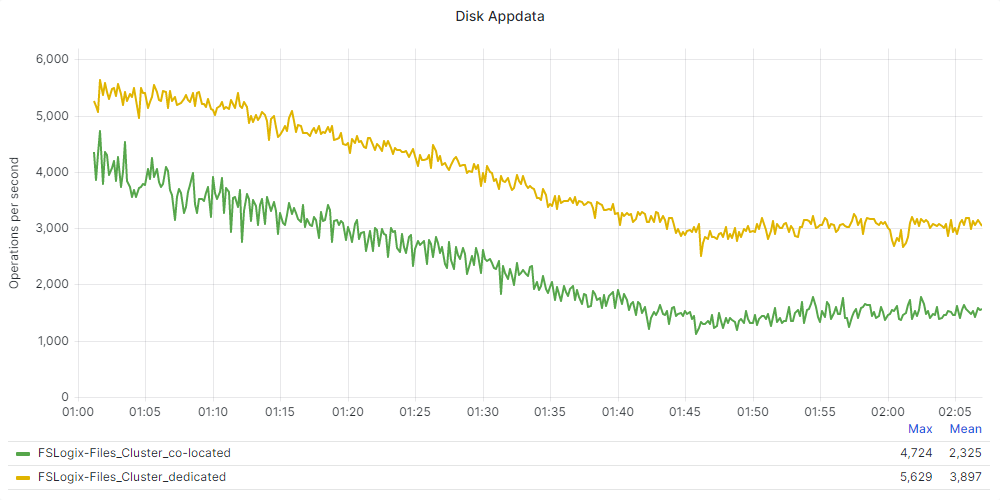 Disk Appdata
Operations per second
6,000
5,000
4,000
3,000
2,000
1,000
0
01:00 01:05 01:10 01:15 01:20 01:25 01:30 01:35 01:40 01:45 01:50 01:55 02:00 02:05
Max Mean
FSLogix-Files_Cluster_co-located 4,724 2,325
FSLogix-Files_Cluster_dedicated 5,629 3,897